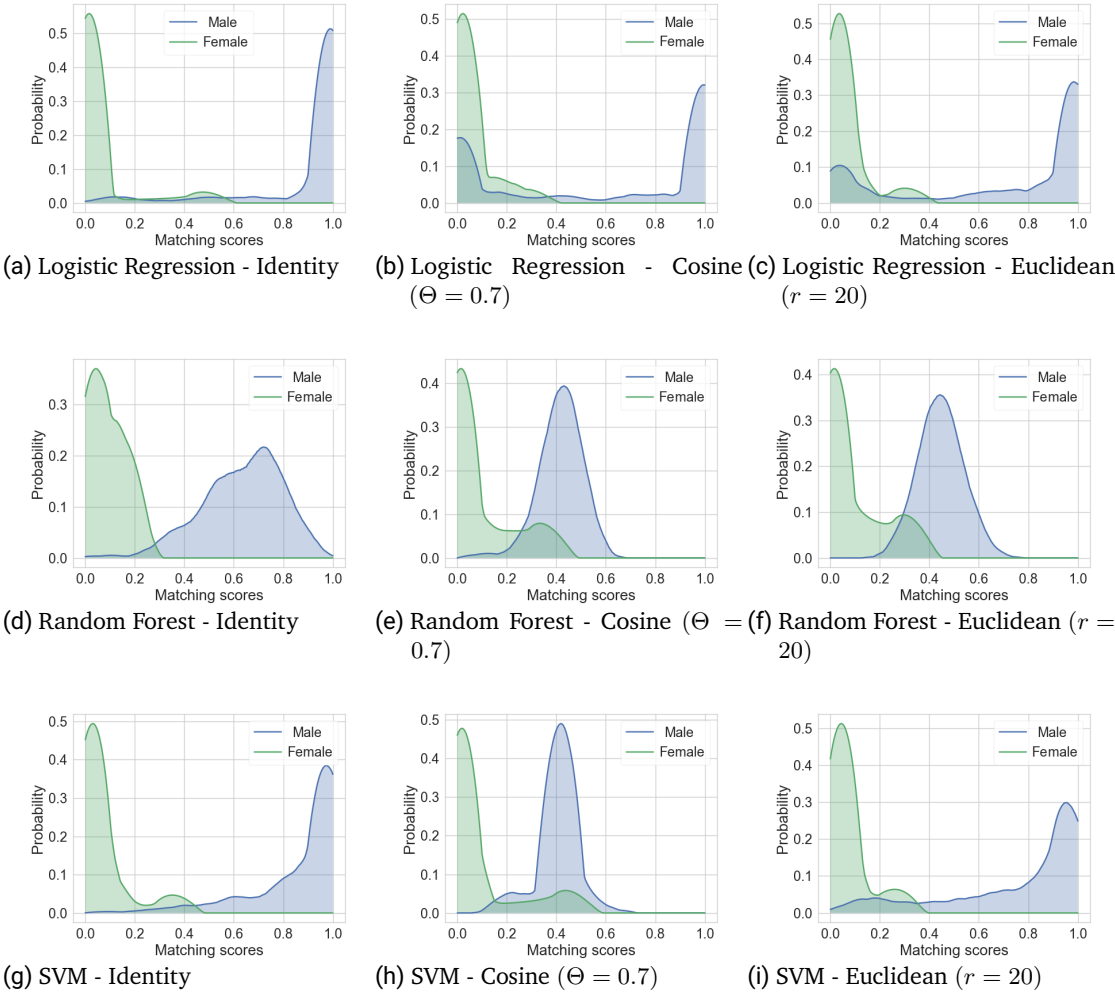 Male
Female
Probability
0.5
0.4
0.3
0.2
0.1
0.0
0.0 0.2 0.4 0.6 0.8 1.0
Matching scores
(a) Logistic Regression - Identity
Male
Female
Probability
0.5
0.4
0.3
0.2
0.1
0.0
0.0 0.2 0.4 0.6 0.8 1.0
Matching scores
(b) Logistic Regression - Cosine
(Θ = 0.7)
Male
Female
Probability
0.5
0.4
0.3
0.2
0.1
0.0
0.0 0.2 0.4 0.6 0.8 1.0
Matching scores
(c) Logistic Regression - Euclidean
(r = 20)
Male
Female
Probability
0.3
0.2
0.1
0.0
0.0 0.2 0.4 0.6 0.8 1.0
Matching scores
(d) Random Forest - Identity
Male
Female
Probability
0.4
0.3
0.2
0.1
0.0
0.0 0.2 0.4 0.6 0.8 1.0
Matching scores
(e) Random Forest - Cosine (Θ =
0.7)
Male
Female
Probability
0.4
0.3
0.2
0.1
0.0
0.0 0.2 0.4 0.6 0.8 1.0
Matching scores
(f) Random Forest - Euclidean (r =
20)
Male
Female
Probability
0.5
0.4
0.3
0.2
0.1
0.0
0.0 0.2 0.4 0.6 0.8 1.0
Matching scores
(g) SVM - Identity
Male
Female
Probability
0.5
0.4
0.3
0.2
0.1
0.0
0.0 0.2 0.4 0.6 0.8 1.0
Matching scores
(h) SVM - Cosine (Θ = 0.7)
Male
Female
Probability
0.5
0.4
0.3
0.2
0.1
0.0
0.0 0.2 0.4 0.6 0.8 1.0
Matching scores
(i) SVM - Euclidean (r = 20)